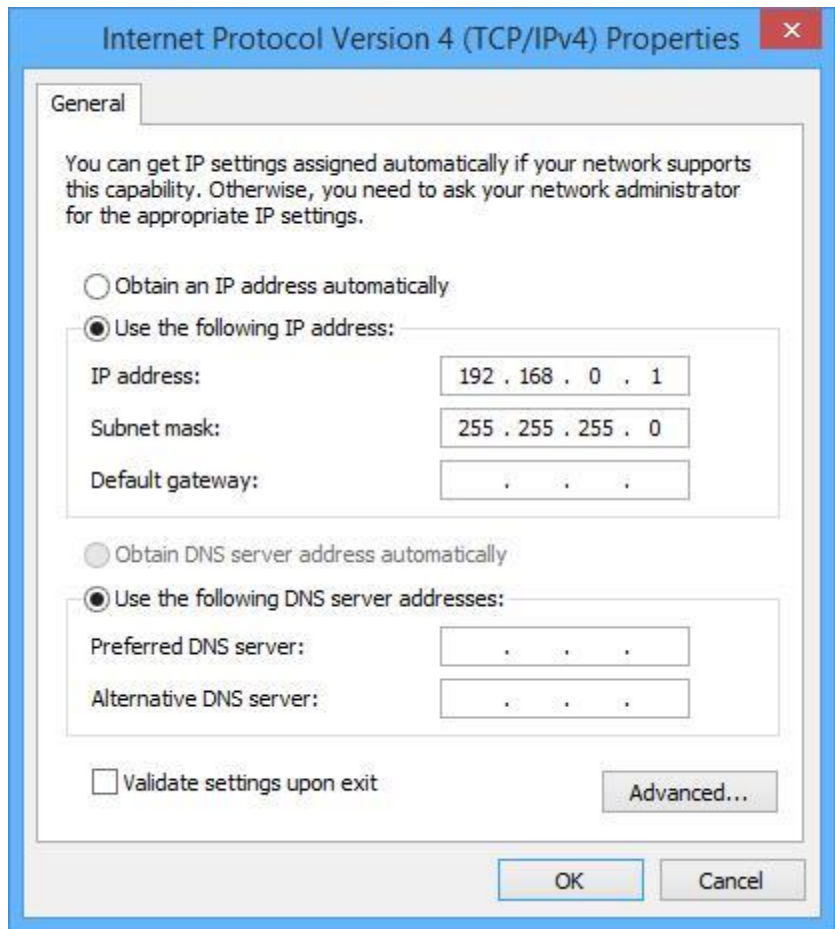 Internet Protocol Version 4 (TCP/IPv4) Properties
General
You can get IP settings assigned automatically if your network supports
this capability. Otherwise, you need to ask your network administrator
for the appropriate IP settings.
Obtain an IP address automatically
Use the following IP address:
IP address: 192 . 168 . 0 . 1
Subnet mask: 255 . 255 . 255 . 0
Default gateway: . . .
Obtain DNS server address automatically
Use the following DNS server addresses:
Preferred DNS server: . . .
Alternative DNS server: . . .
Validate settings upon exit
Advanced...
OK Cancel